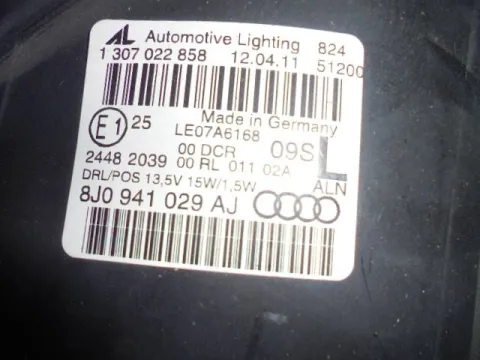 AL Automotive Lighting 824
1 307 022 858 12.04.11 51200
Made in Germany
E1 25 LE07A6168
00 DCR 09S L
2448 2039 00 RL 011 02A
DRL/POS 13,5V 15W/1,5W ALN
8J0 941 029 AJ